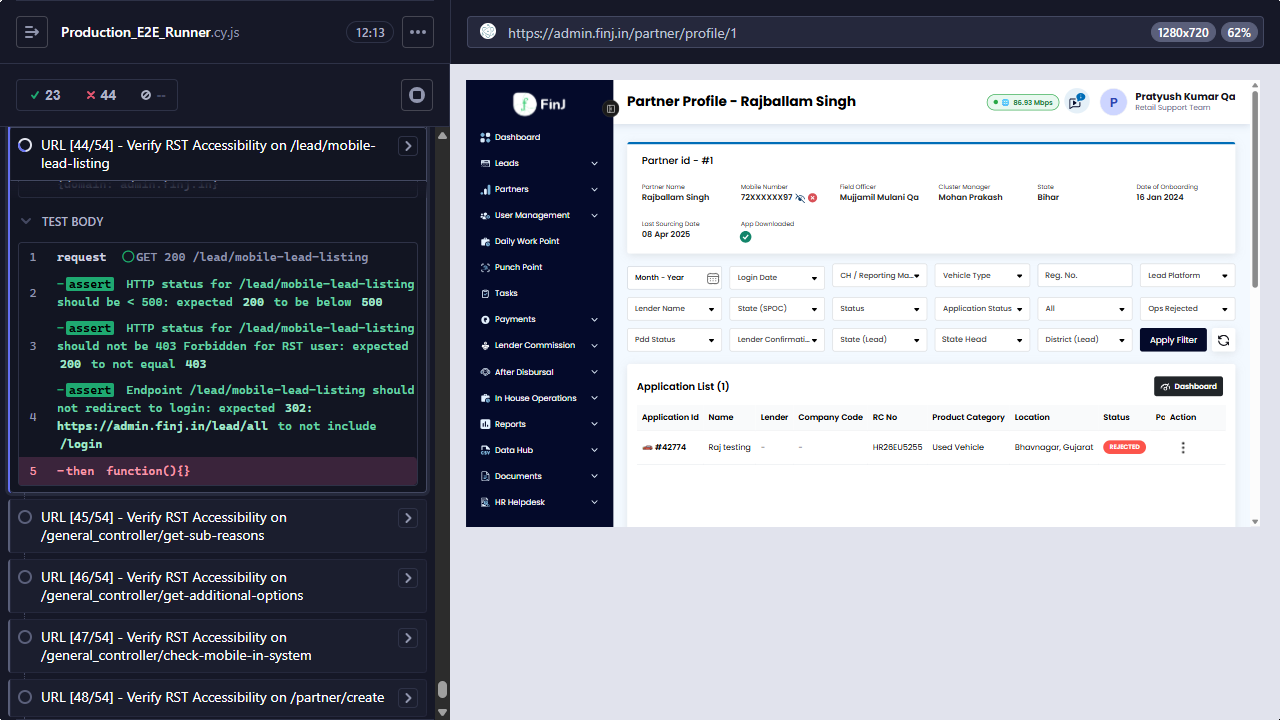 Production_E2E_Runner.cy.js
12:13
23
44
--
URL [44/54] - Verify RST Accessibility on /lead/mobile-
lead-listing
[domain: admin.finj.in]
TEST BODY
1 request GET 200 /lead/mobile-lead-listing
2 -assert HTTP status for /lead/mobile-lead-listing
should be < 500: expected 200 to be below 500
3 -assert HTTP status for /lead/mobile-lead-listing
should not be 403 Forbidden for RST user: expected
200 to not equal 403
4 -assert Endpoint /lead/mobile-lead-listing should
not redirect to login: expected 302:
https://admin.finj.in/lead/all to not include
/login
5 -then function(){}
URL [45/54] - Verify RST Accessibility on
/general_controller/get-sub-reasons
URL [46/54] - Verify RST Accessibility on
/general_controller/get-additional-options
URL [47/54] - Verify RST Accessibility on
/general_controller/check-mobile-in-system
URL [48/54] - Verify RST Accessibility on /partner/create
https://admin.finj.in/partner/profile/1
1280x720
62%
FinJ
Dashboard
Leads
Partners
User Management
Daily Work Point
Punch Point
Tasks
Payments
Lender Commission
After Disbursal
In House Operations
Reports
Data Hub
CSV
Documents
HR Helpdesk
Partner Profile - Rajballam Singh
86.93 Mbps
P
Pratyush Kumar Qa
Retail Support Team
Partner id - #1
Partner Name Mobile Number Field Officer Cluster Manager State Date of Onboarding
Rajballam Singh 72XXXXXX97 Mujjamil Mulani Qa Mohan Prakash Bihar 16 Jan 2024
Last Sourcing Date App Downloaded
08 Apr 2025
Month - Year Login Date CH / Reporting Ma... Vehicle Type Reg. No. Lead Platform
Lender Name State (SPOC) Status Application Status All Ops Rejected
Pdd Status Lender Confirmati... State (Lead) State Head District (Lead) Apply Filter
Application List (1)
Dashboard
Application Id Name Lender Company Code RC No Product Category Location Status Pc Action
#42774 Raj testing - - HR26EU5255 Used Vehicle Bhavnagar, Gujarat REJECTED